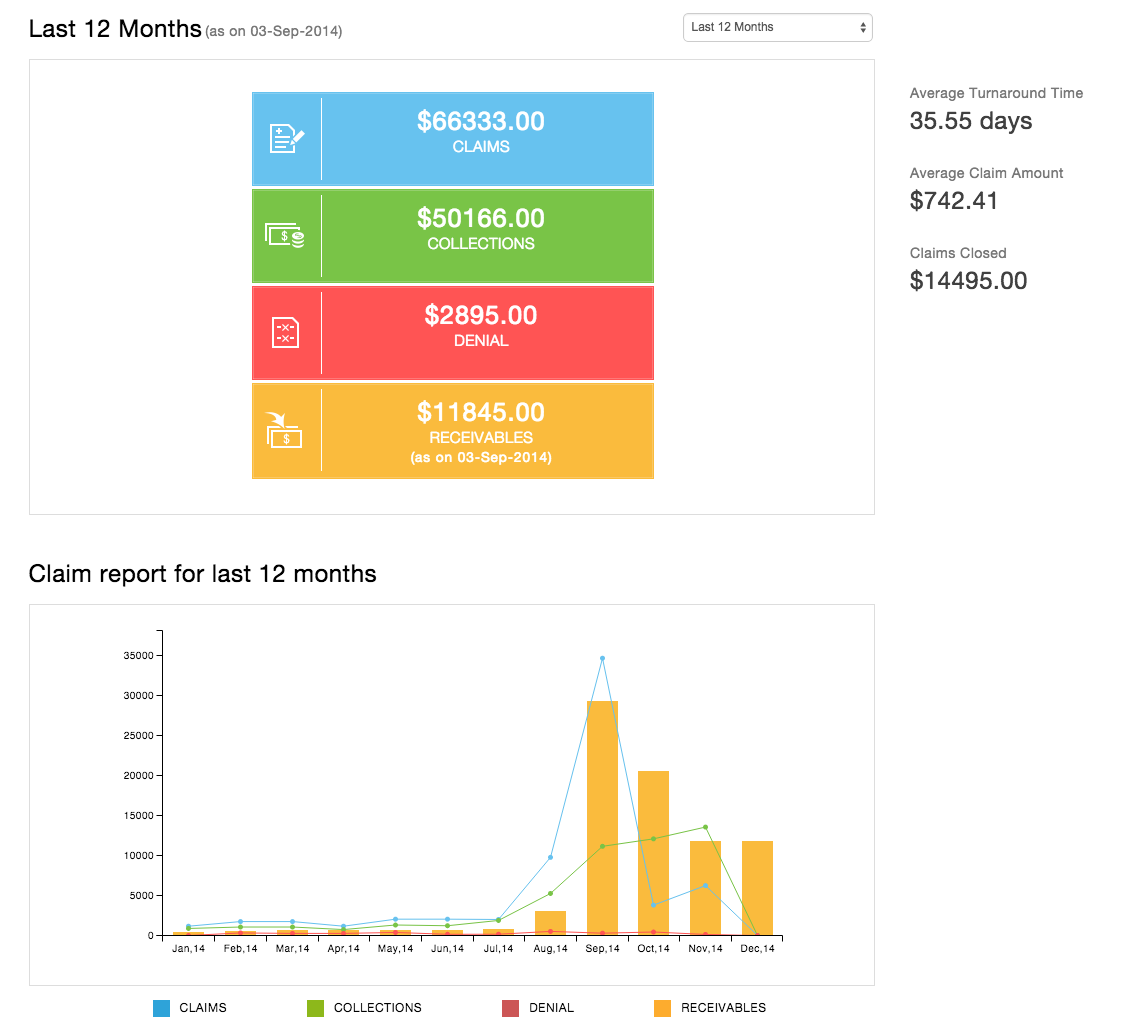 Last 12 Months (as on 03-Sep-2014)
Last 12 Months
$66333.00
CLAIMS
$50166.00
COLLECTIONS
$2895.00
DENIAL
$11845.00
RECEIVABLES
(as on 03-Sep-2014)
Average Turnaround Time
35.55 days
Average Claim Amount
$742.41
Claims Closed
$14495.00
Claim report for last 12 months
35000
30000
25000
20000
15000
10000
5000
0
Jan,14 Feb,14 Mar,14 Apr,14 May,14 Jun,14 Jul,14 Aug,14 Sep,14 Oct,14 Nov,14 Dec,14
CLAIMS COLLECTIONS DENIAL RECEIVABLES